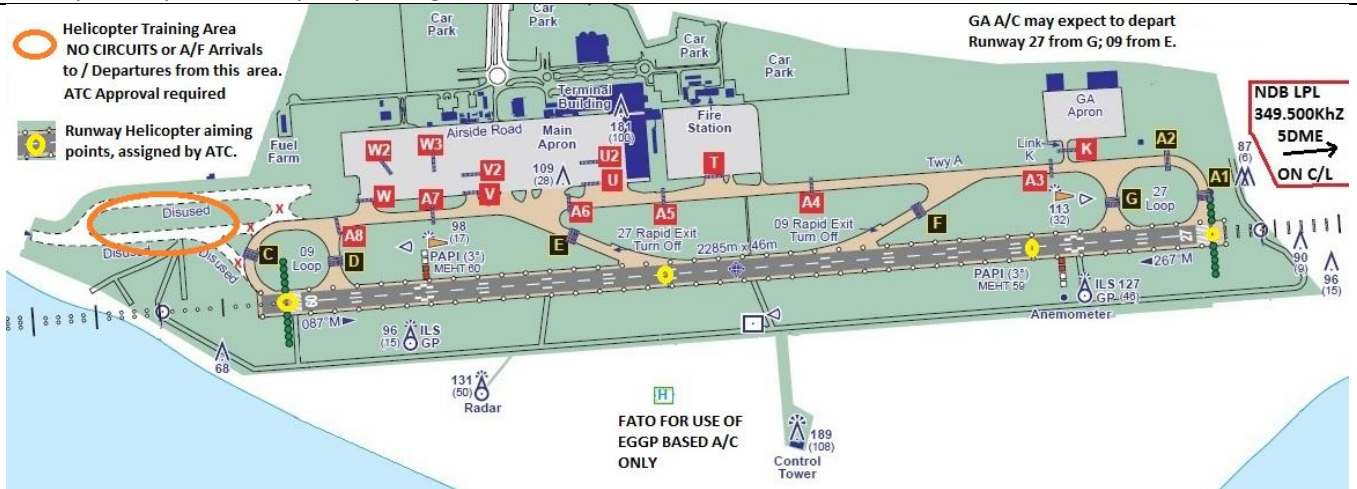 Helicopter Training Area
NO CIRCUITS or A/F Arrivals
to / Departures from this area.
ATC Approval required
Runway Helicopter aiming
points, assigned by ATC.
GA A/C may expect to depart
Runway 27 from G; 09 from E.
NDB LPL
349.500KhZ
5DME
ON C/L
Car
Park
Car
Park
Car
Park
Car
Park
Car
Park
Terminal
Building
181
(100)
Fire
Station
GA
Apron
Fuel
Farm
Airside Road
Main
Apron
W2
W3
V2
U2
109
(28)
W
A7
V
U
T
Link
K
K
Twy A
A2
87
(6)
A1
A8
A6
A5
A4
A3
Disused
Disused
Disused
X
X
X
C
09
Loop
D
98
(17)
PAPI (3°)
MEHT 60
E
27 Rapid Exit
Turn Off
2285m x 46m
09 Rapid Exit
Turn Off
F
113
(32)
G
27
Loop
09
27
087°M
267°M
PAPI (3°)
MEHT 59
ILS 127
GP (46)
Anemometer
90
(9)
96
(15)
68
96
(15)
ILS
GP
131
(50)
Radar
H
FATO FOR USE OF
EGGP BASED A/C
ONLY
189
(108)
Control
Tower